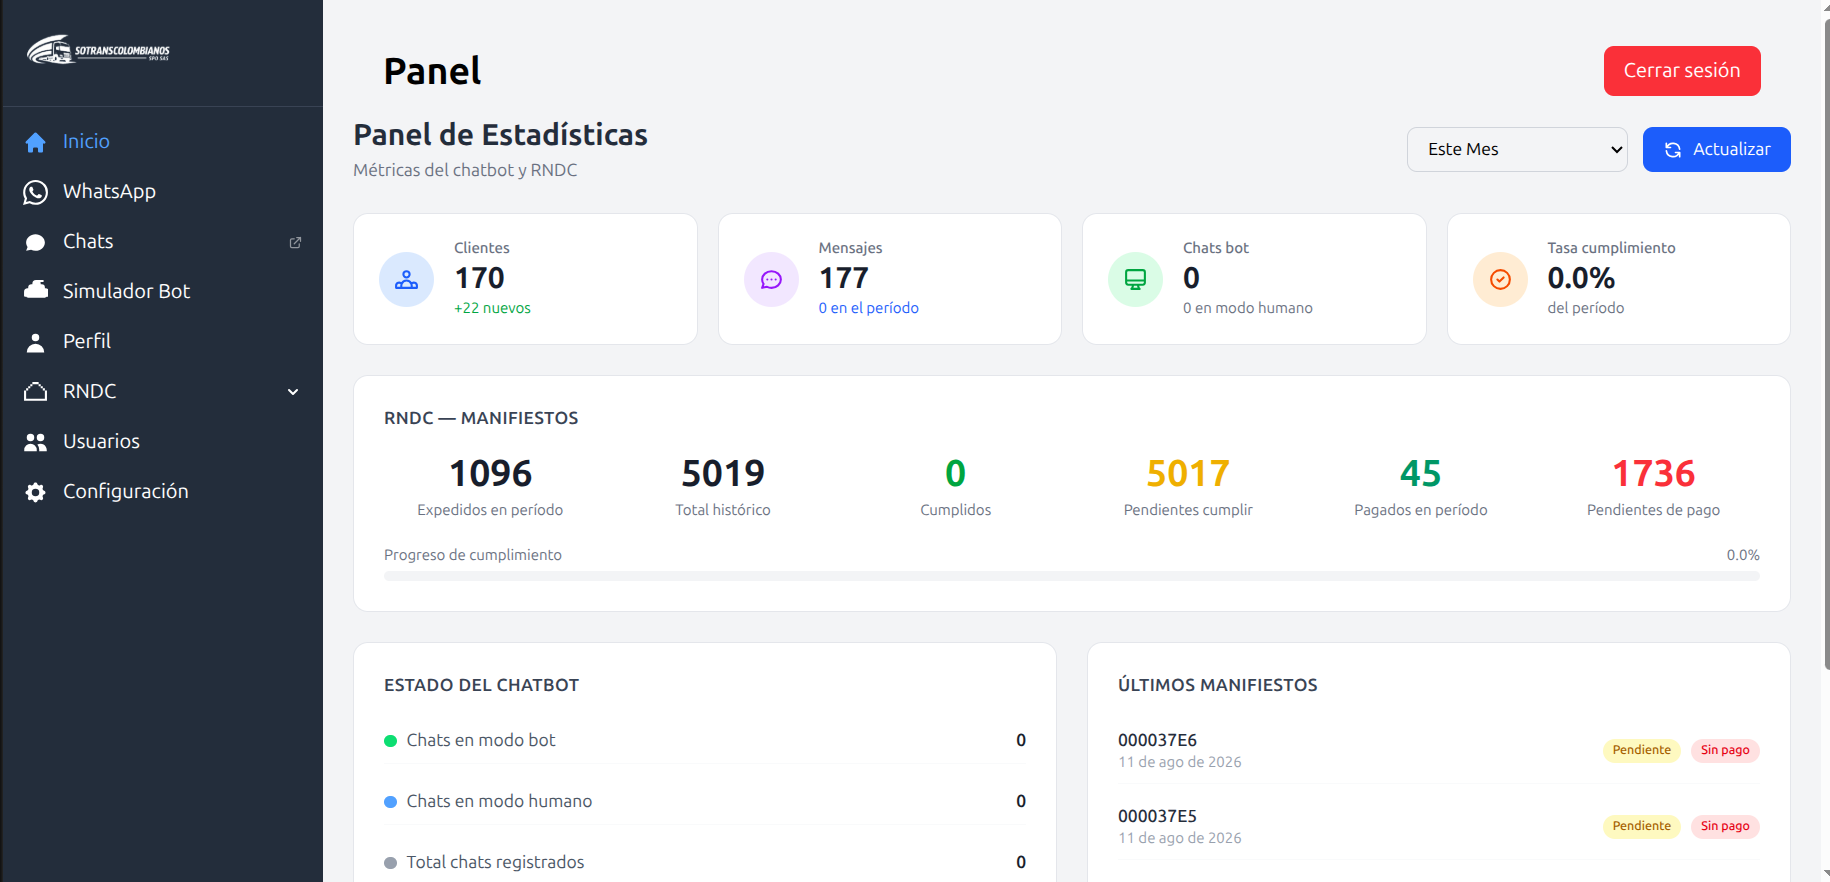 SOTRANSCOLOMBIANOS
SPO SAS
Inicio
WhatsApp
Chats
Simulador Bot
Perfil
RNDC
Usuarios
Configuración
Panel
Cerrar sesión
Panel de Estadísticas
Métricas del chatbot y RNDC
Este Mes
Actualizar
Clientes
170
+22 nuevos
Mensajes
177
0 en el período
Chats bot
0
0 en modo humano
Tasa cumplimiento
0.0%
del período
RNDC — MANIFIESTOS
1096
Expedidos en período
5019
Total histórico
0
Cumplidos
5017
Pendientes cumplir
45
Pagados en período
1736
Pendientes de pago
Progreso de cumplimiento 0.0%
ESTADO DEL CHATBOT
Chats en modo bot 0
Chats en modo humano 0
Total chats registrados 0
ÚLTIMOS MANIFIESTOS
000037E6
11 de ago de 2026
Pendiente Sin pago
000037E5
11 de ago de 2026
Pendiente Sin pago